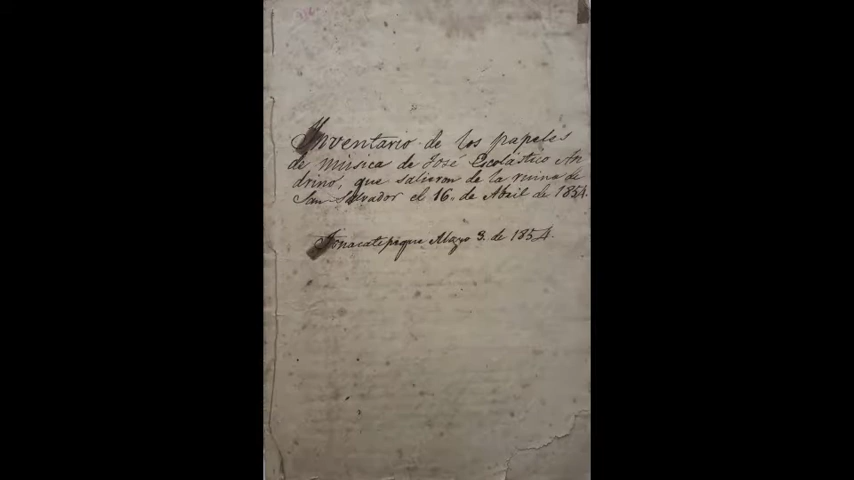 Inventario de los papeles
de música de José Escolástico An
drino, que salieron de la ruina de
San Salvador el 16. de Abril de 1854.
Tonacatepeque Mayo 3. de 1854.